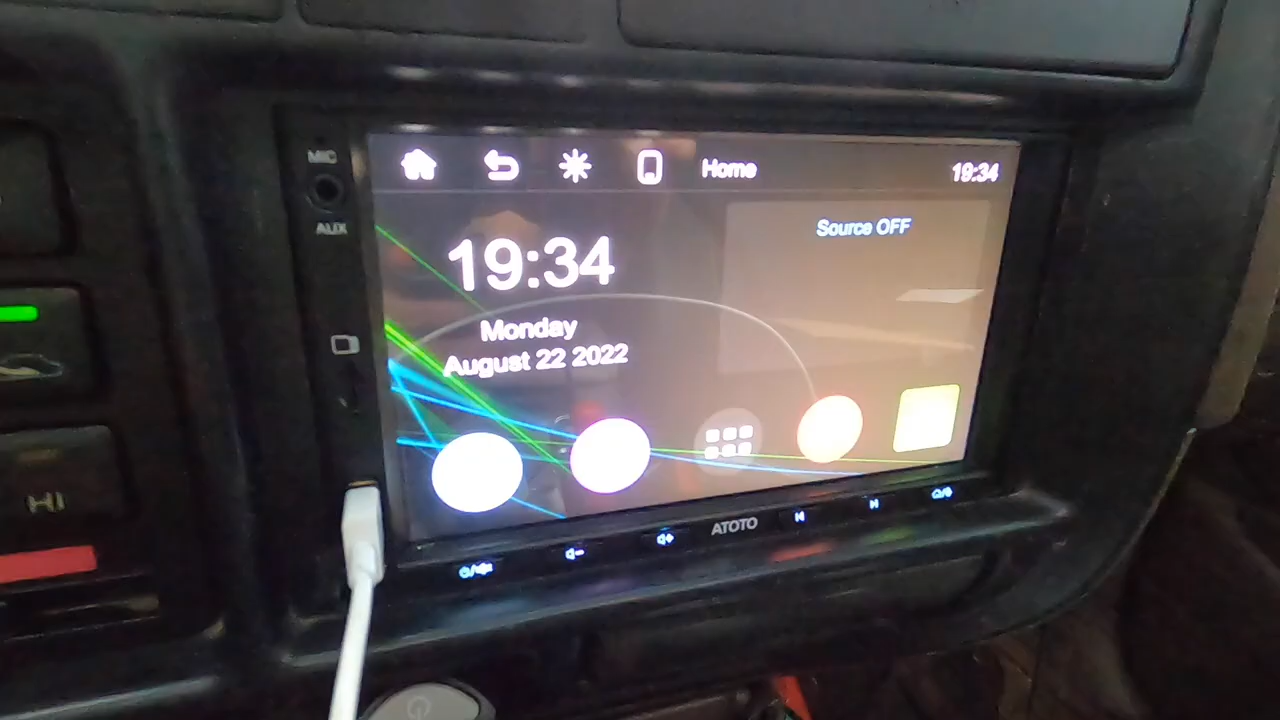 MIC
AUX
Home
19:34
Source OFF
19:34
Monday
August 22 2022
HI
ATOTO